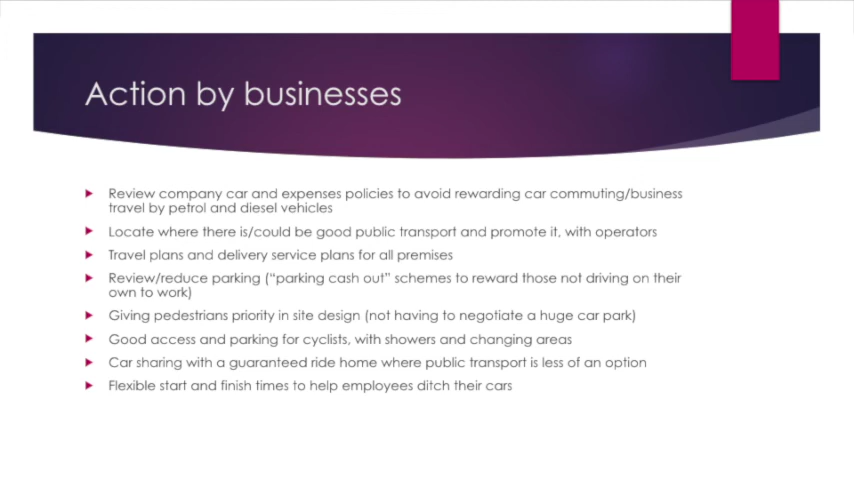 Action by businesses
Review company car and expenses policies to avoid rewarding car commuting/business
travel by petrol and diesel vehicles
Locate where there is/could be good public transport and promote it, with operators
Travel plans and delivery service plans for all premises
Review/reduce parking (“parking cash out” schemes to reward those not driving on their
own to work)
Giving pedestrians priority in site design (not having to negotiate a huge car park)
Good access and parking for cyclists, with showers and changing areas
Car sharing with a guaranteed ride home where public transport is less of an option
Flexible start and finish times to help employees ditch their cars